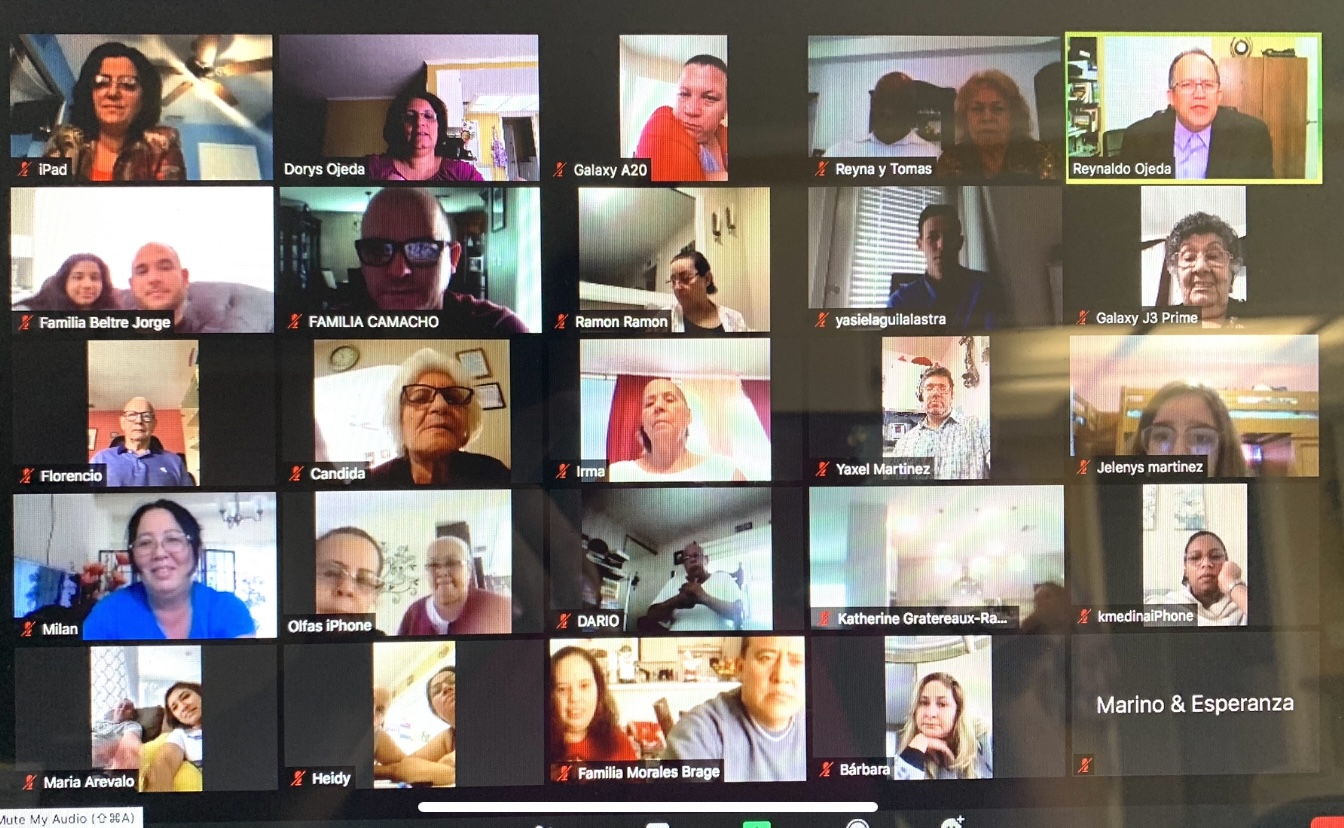 iPad
Dorys Ojeda
Galaxy A20
Reyna y Tomas
Reynaldo Ojeda
Familia Beltre Jorge
FAMILIA CAMACHO
Ramon Ramon
yasielaguilalastra
Galaxy J3 Prime
Florencio
Candida
Irma
Yaxel Martinez
Jelenys martinez
Milan
Olfas iPhone
DARIO
Katherine Gratereaux-Ra...
kmedinaiPhone
Maria Arevalo
Heidy
Familia Morales Brage
Bárbara
Marino & Esperanza
Mute My Audio (⇧⌘A)